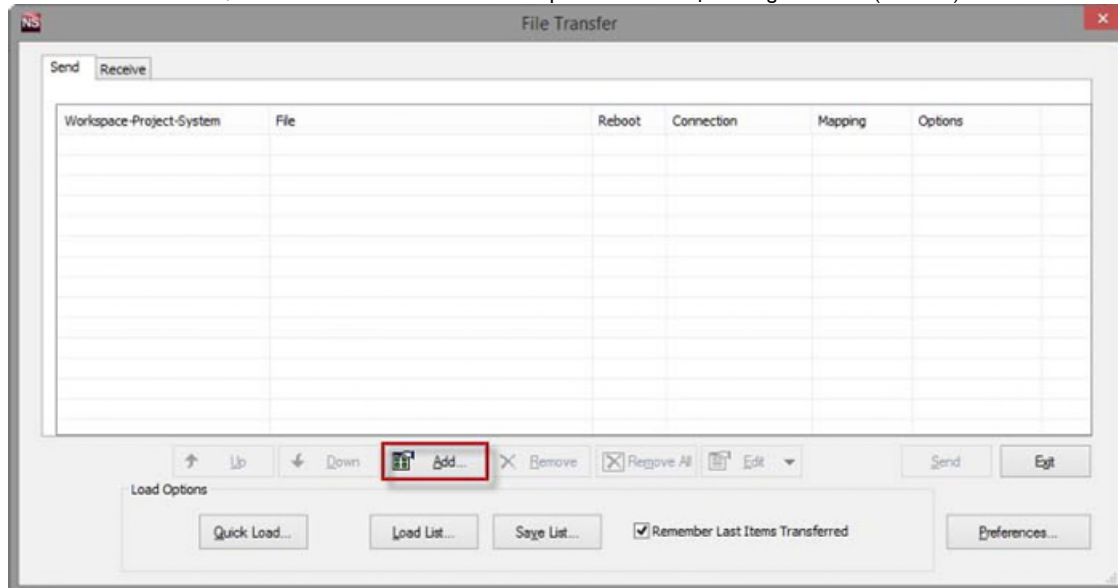 NS File Transfer
Send Receive
Workspace-Project-System File Reboot Connection Mapping Options
Up Down Add... Remove Remove All Edit Send Exit
Load Options
Quick Load... Load List... Save List... Remember Last Items Transferred Preferences...